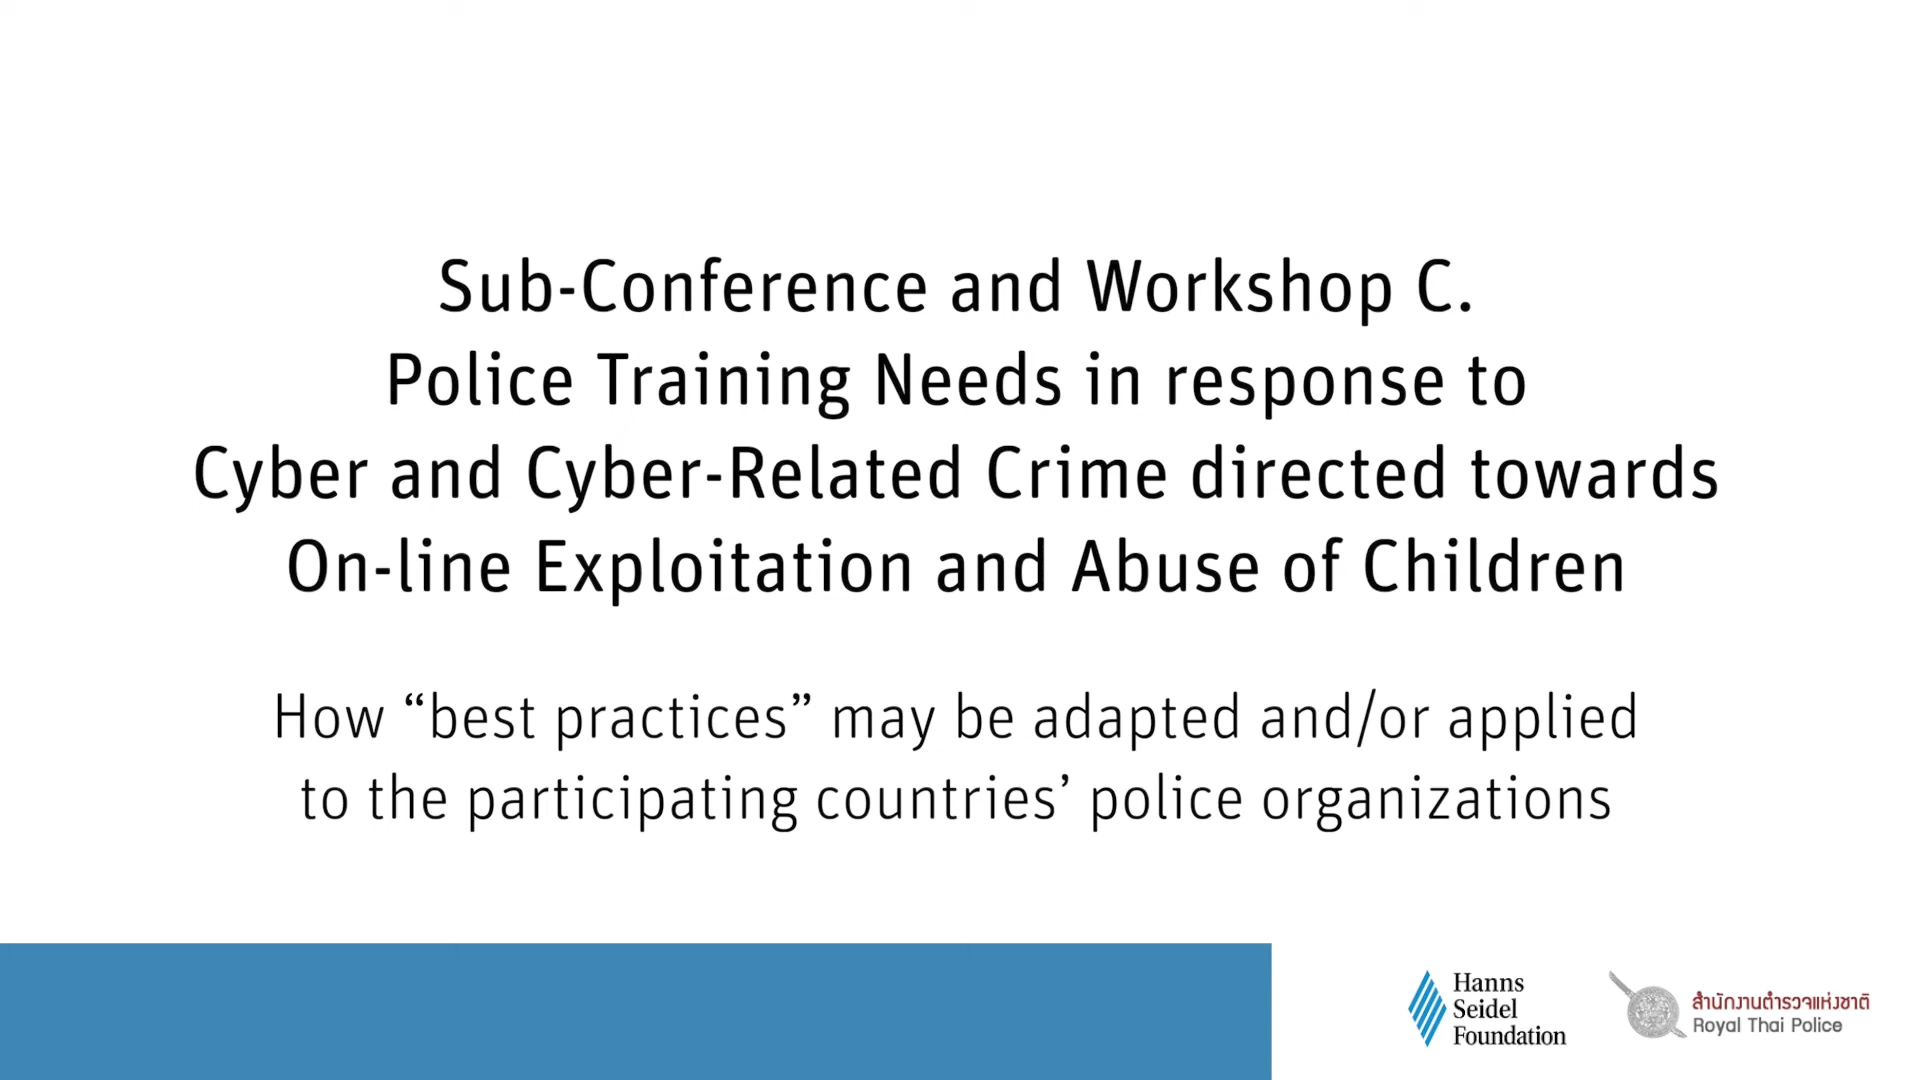 Sub-Conference and Workshop C.
Police Training Needs in response to
Cyber and Cyber-Related Crime directed towards
On-line Exploitation and Abuse of Children
How “best practices” may be adapted and/or applied
to the participating countries’ police organizations
Hanns
Seidel
Foundation
สำนักงานตำรวจแห่งชาติ
Royal Thai Police